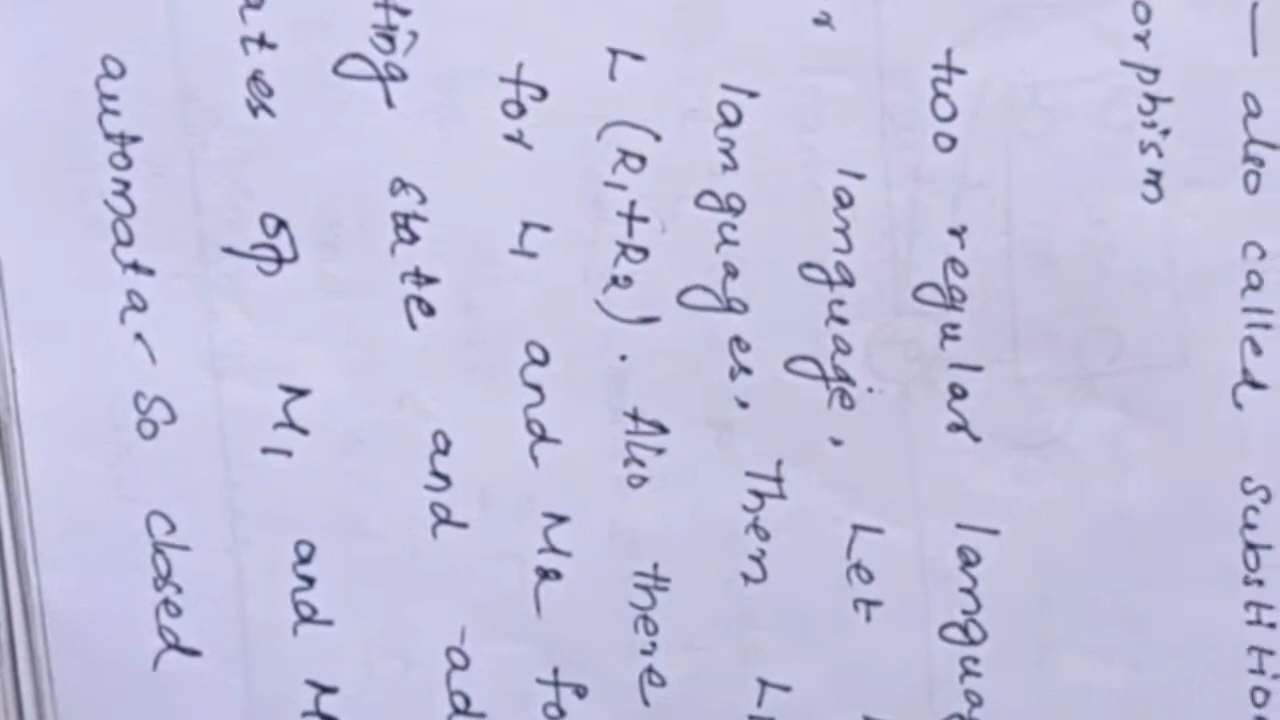 — also called substitution
orphism
two regular langua
r language, Let
languages, Then L1
L (R1+R2). Also there
for L1 and M2 fo
ting state and ad
ates of M1 and M
automata. So closed